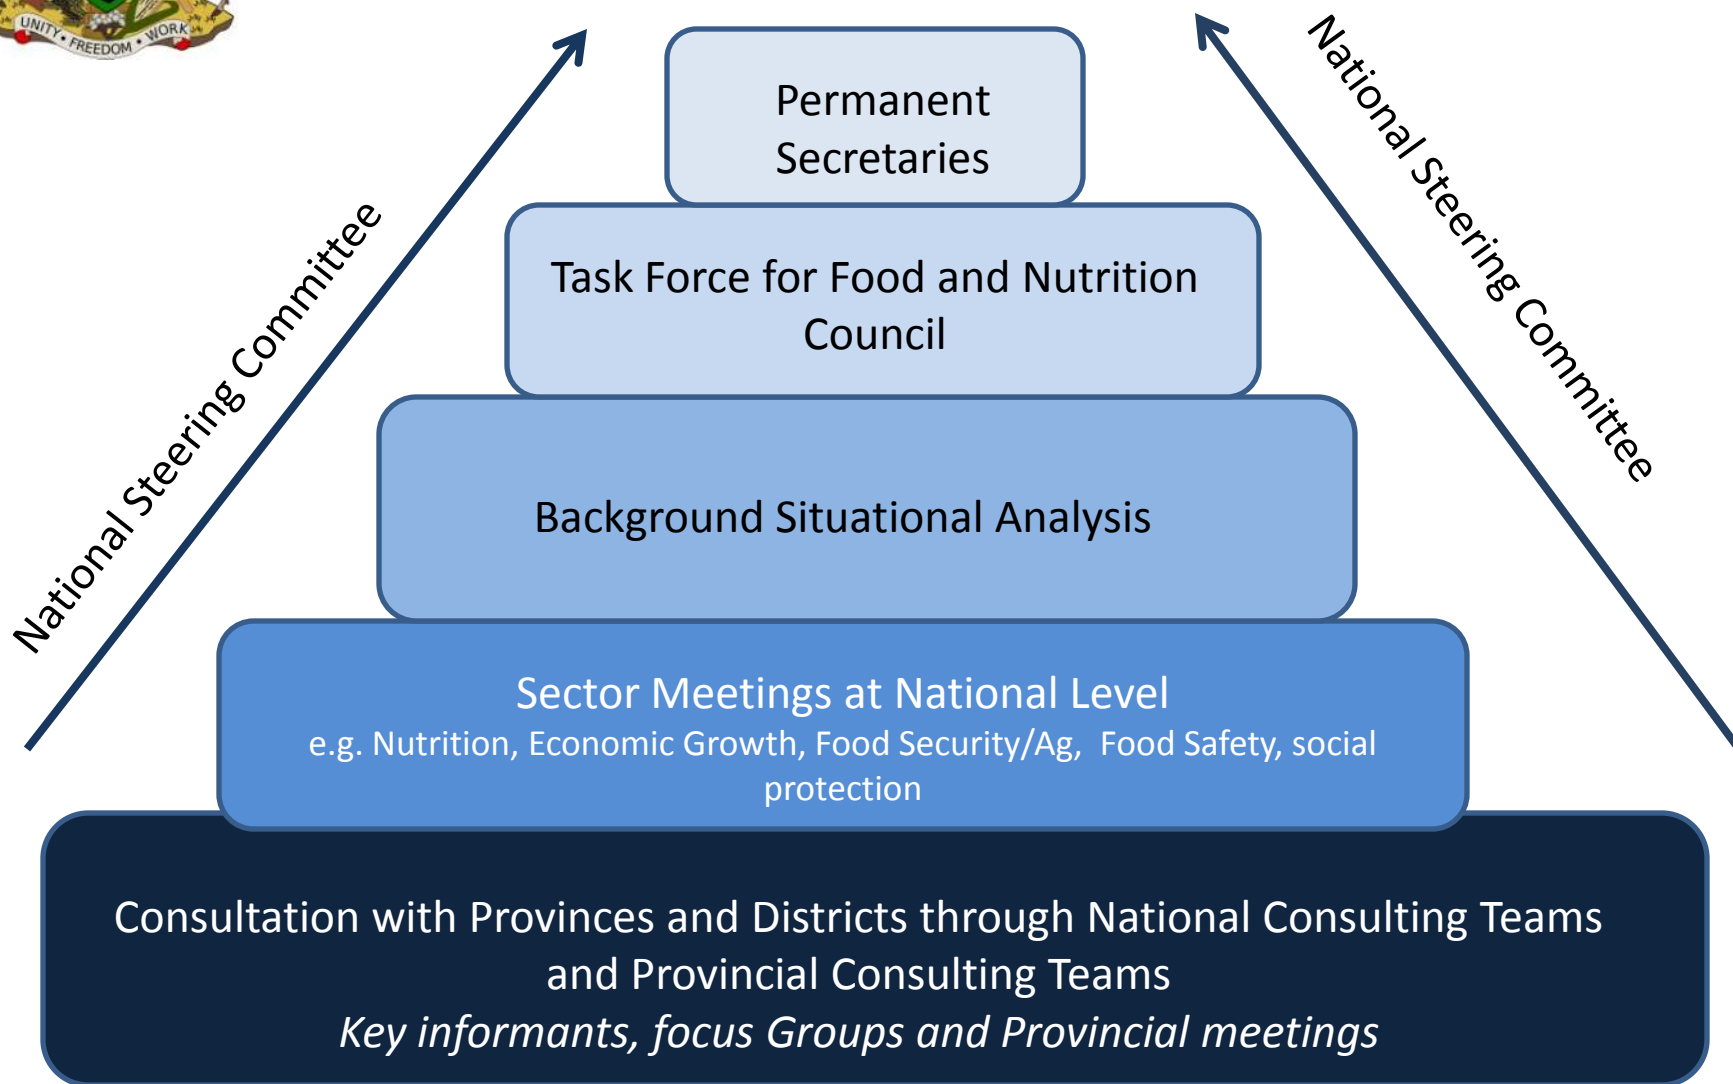 UNITY • FREEDOM • WORK
Permanent
Secretaries
National Steering Committee
National Steering Committee
Task Force for Food and Nutrition
Council
Background Situational Analysis
Sector Meetings at National Level
e.g. Nutrition, Economic Growth, Food Security/Ag,  Food Safety, social
protection
Consultation with Provinces and Districts through National Consulting Teams
and Provincial Consulting Teams
Key informants, focus Groups and Provincial meetings